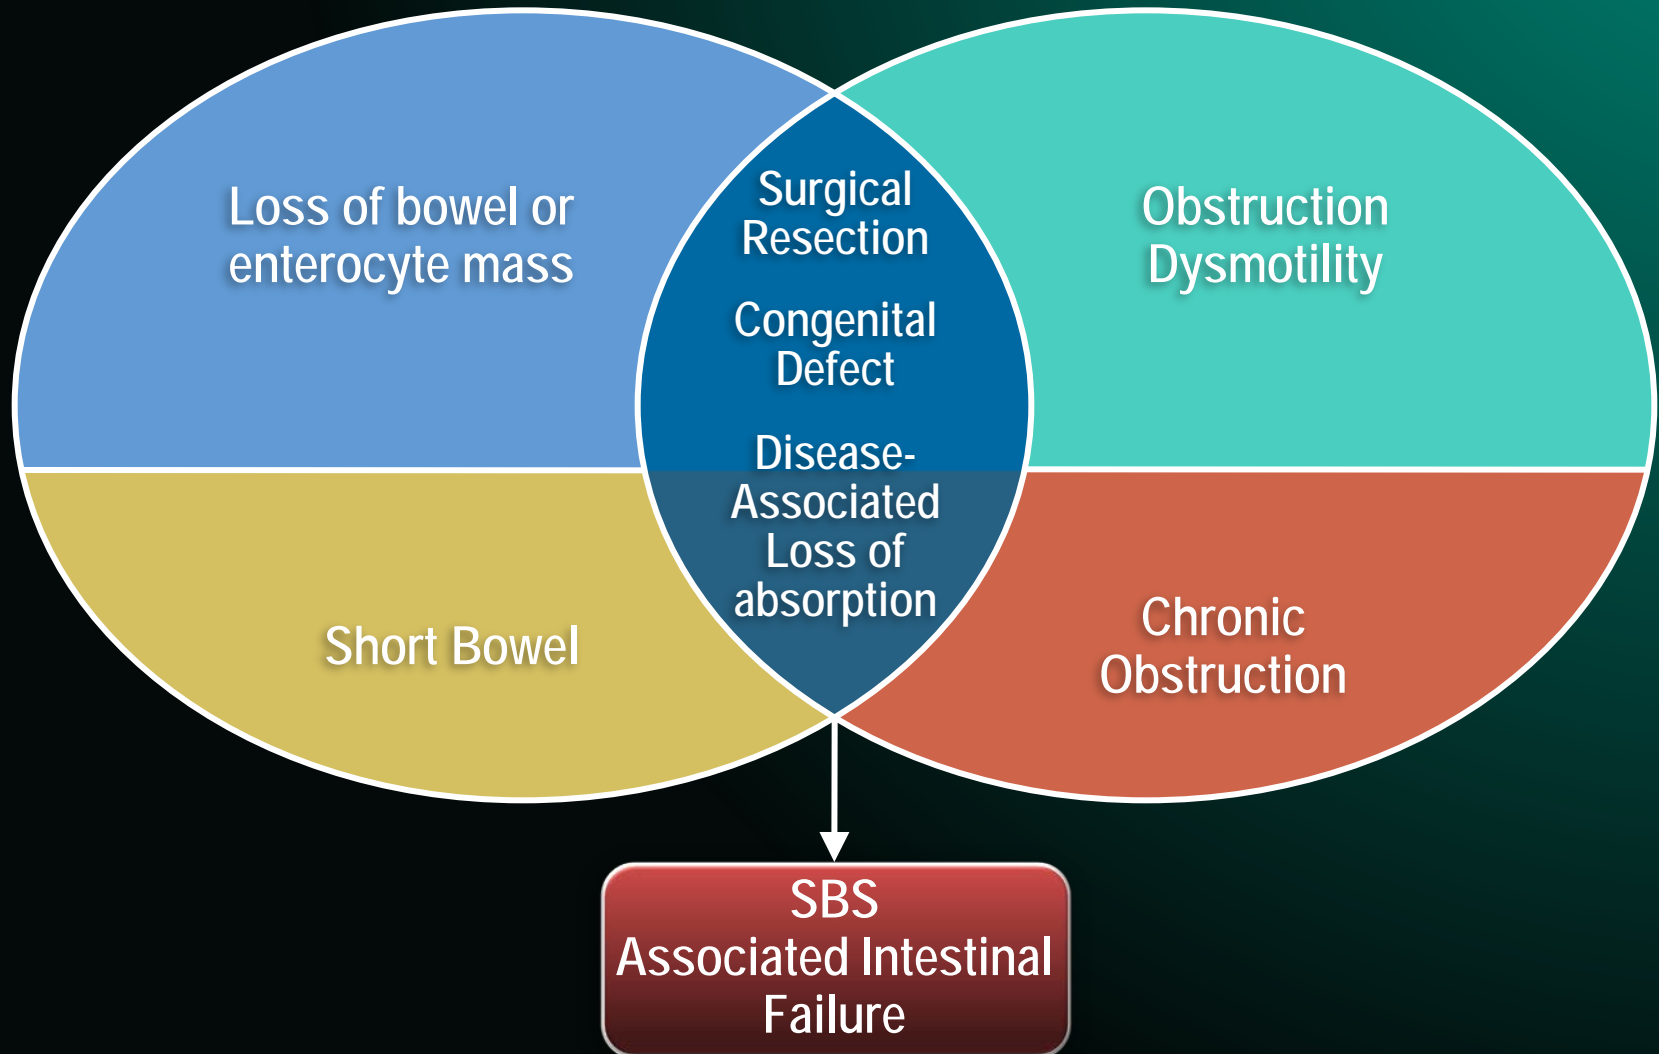 Loss of bowel or
enterocyte mass
Surgical
Resection
Congenital
Defect
Disease-
Associated
Loss of
absorption
Obstruction
Dysmotility
Short Bowel
Chronic
Obstruction
SBS
Associated Intestinal
Failure